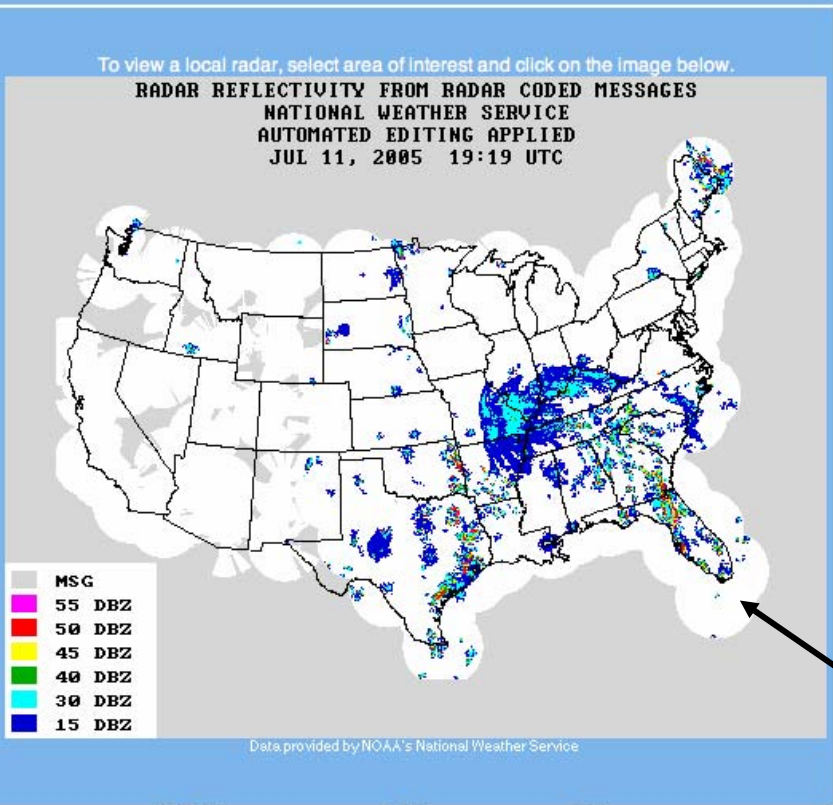 To view a local radar, select area of interest and click on the image below.
RADAR REFLECTIVITY FROM RADAR CODED MESSAGES
NATIONAL WEATHER SERVICE
AUTOMATED EDITING APPLIED
JUL 11, 2005 19:19 UTC
MSG
55 DBZ
50 DBZ
45 DBZ
40 DBZ
30 DBZ
15 DBZ
Data provided by NOAA's National Weather Service